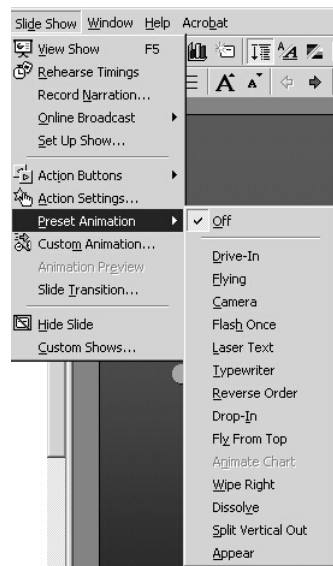 Slide Show Window Help Acrobat
View Show F5
Rehearse Timings
Record Narration...
Online Broadcast
Set Up Show...
Action Buttons
Action Settings...
Preset Animation
Custom Animation...
Animation Preview
Slide Transition...
Hide Slide
Custom Shows...
Off
Drive-In
Flying
Camera
Flash Once
Laser Text
Typewriter
Reverse Order
Drop-In
Fly From Top
Animate Chart
Wipe Right
Dissolve
Split Vertical Out
Appear